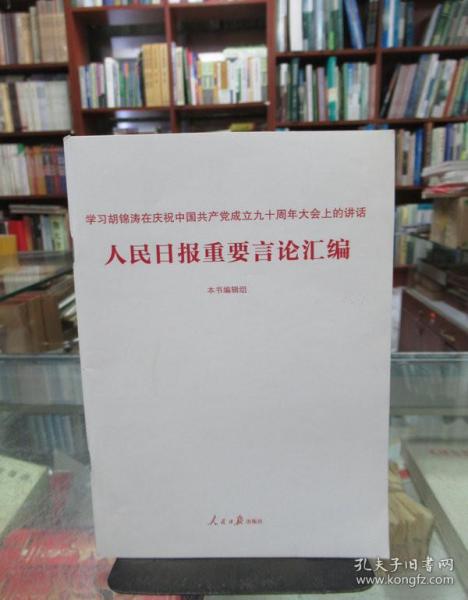 学习胡锦涛在庆祝中国共产党成立九十周年大会上的讲话
人民日报重要言论汇编
本书编辑组
人民日报出版社
孔夫子旧书网
www.kongfz.com